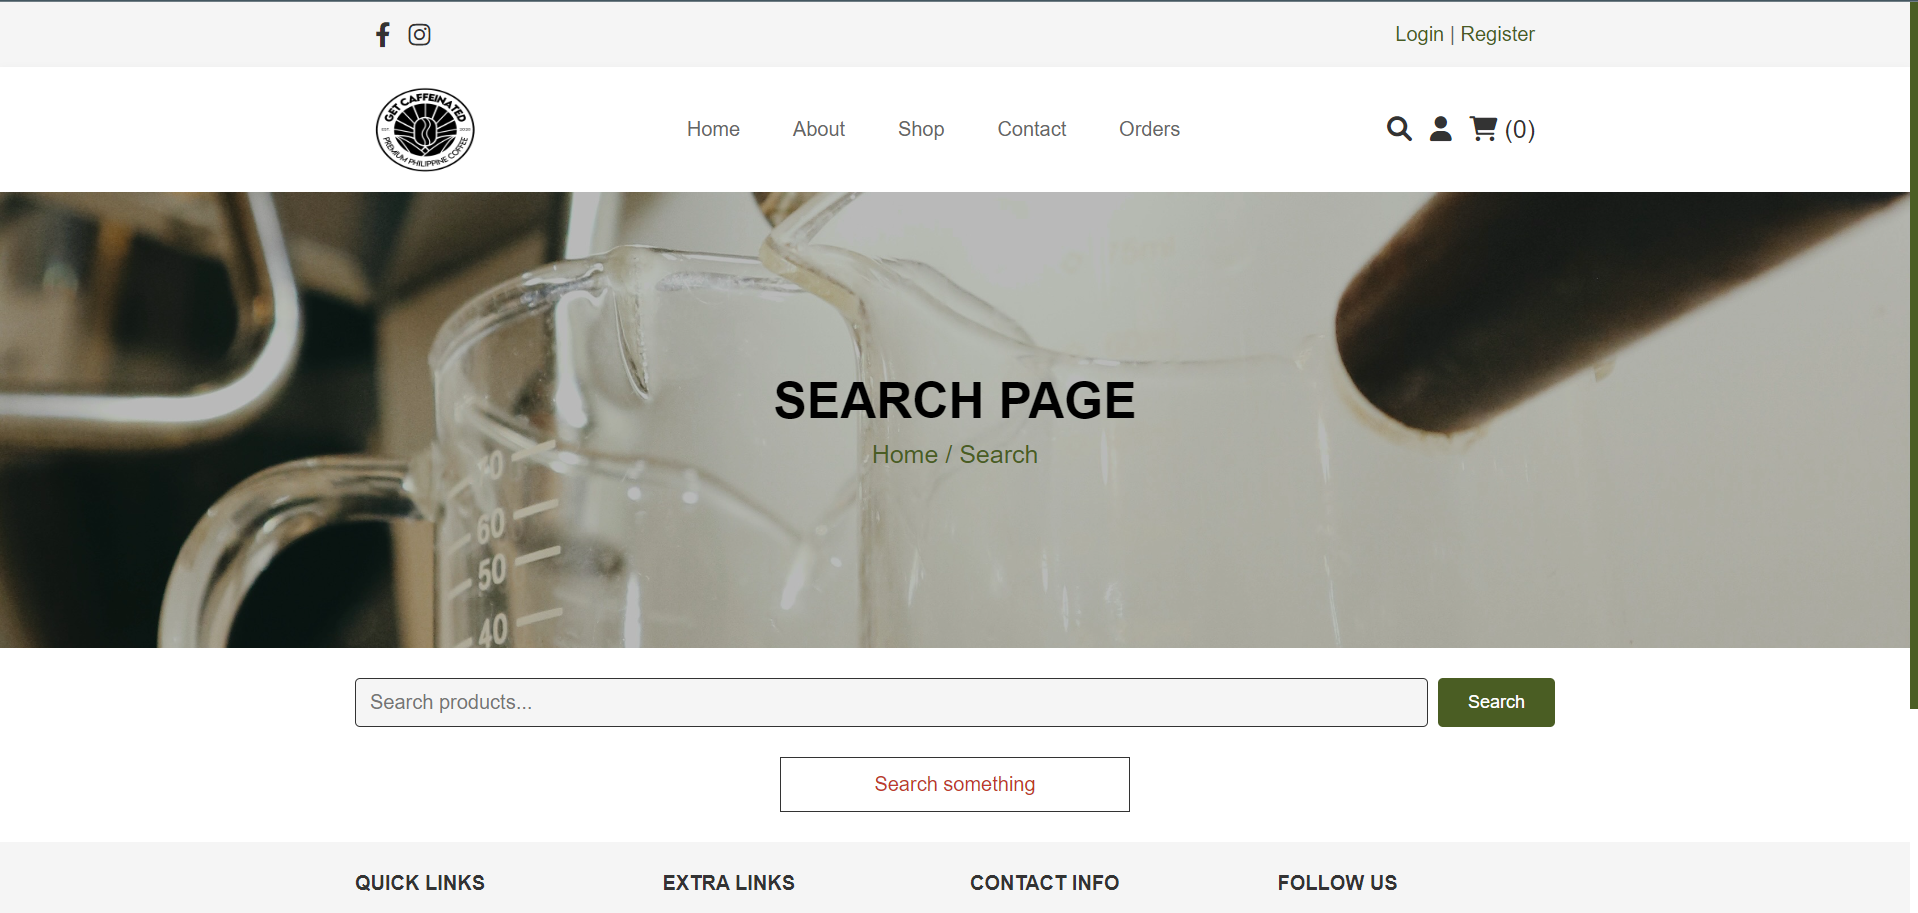 Login | Register
GET CAFFEINATED
EST.
2020
PREMIUM PHILIPPINE COFFEE
Home About Shop Contact Orders (0)
SEARCH PAGE
Home / Search
60
50
40
Search products... Search
Search something
QUICK LINKS EXTRA LINKS CONTACT INFO FOLLOW US